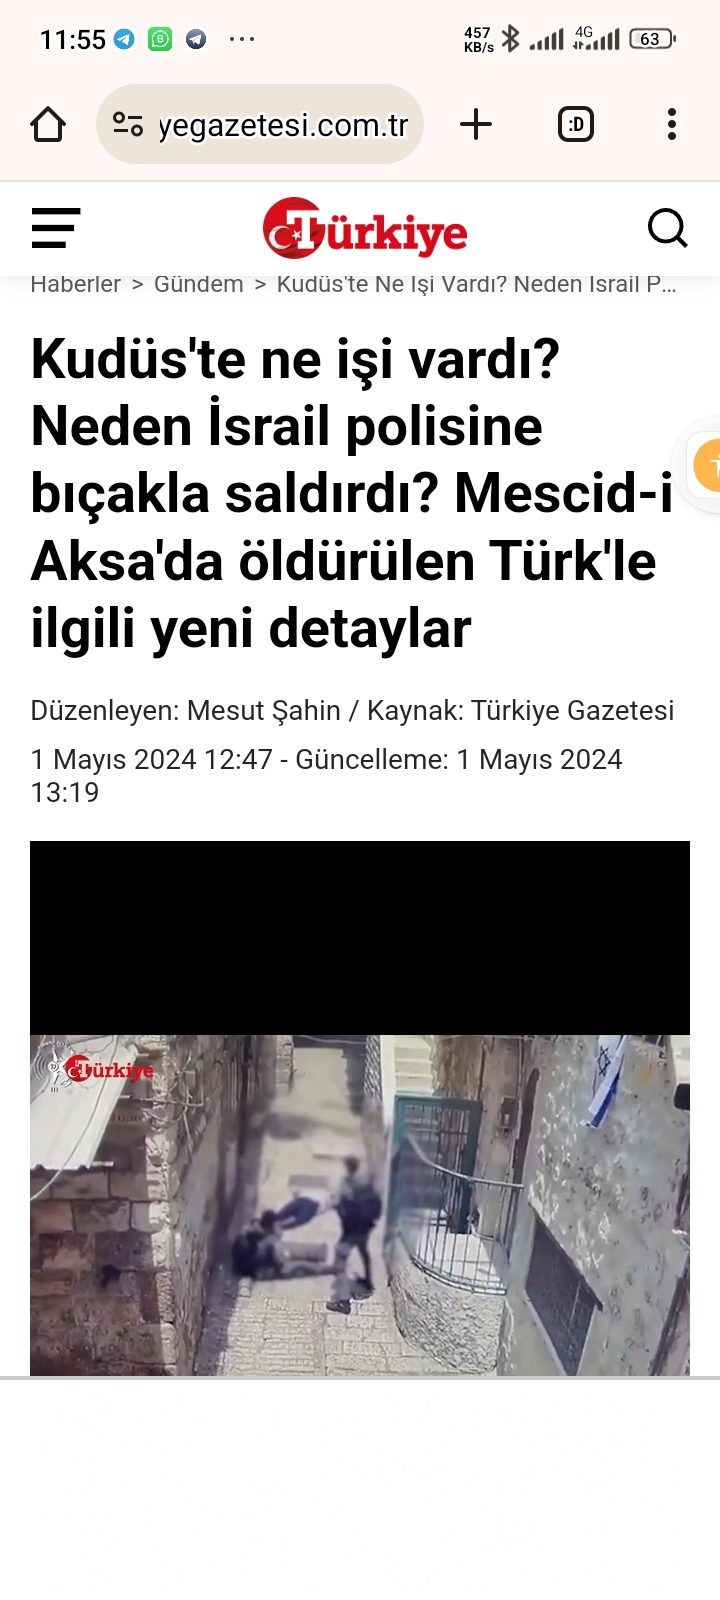 11:55
457
KB/s
4G
63
yegazetesi.com.tr
:D
Türkiye
Haberler > Gündem > Kudüs'te Ne Işi Vardı? Neden Israil P...
Kudüs'te ne işi vardı?
Neden İsrail polisine
bıçakla saldırdı? Mescid-i
Aksa'da öldürülen Türk'le
ilgili yeni detaylar
Düzenleyen: Mesut Şahin / Kaynak: Türkiye Gazetesi
1 Mayıs 2024 12:47 - Güncelleme: 1 Mayıs 2024
13:19
Türkiye